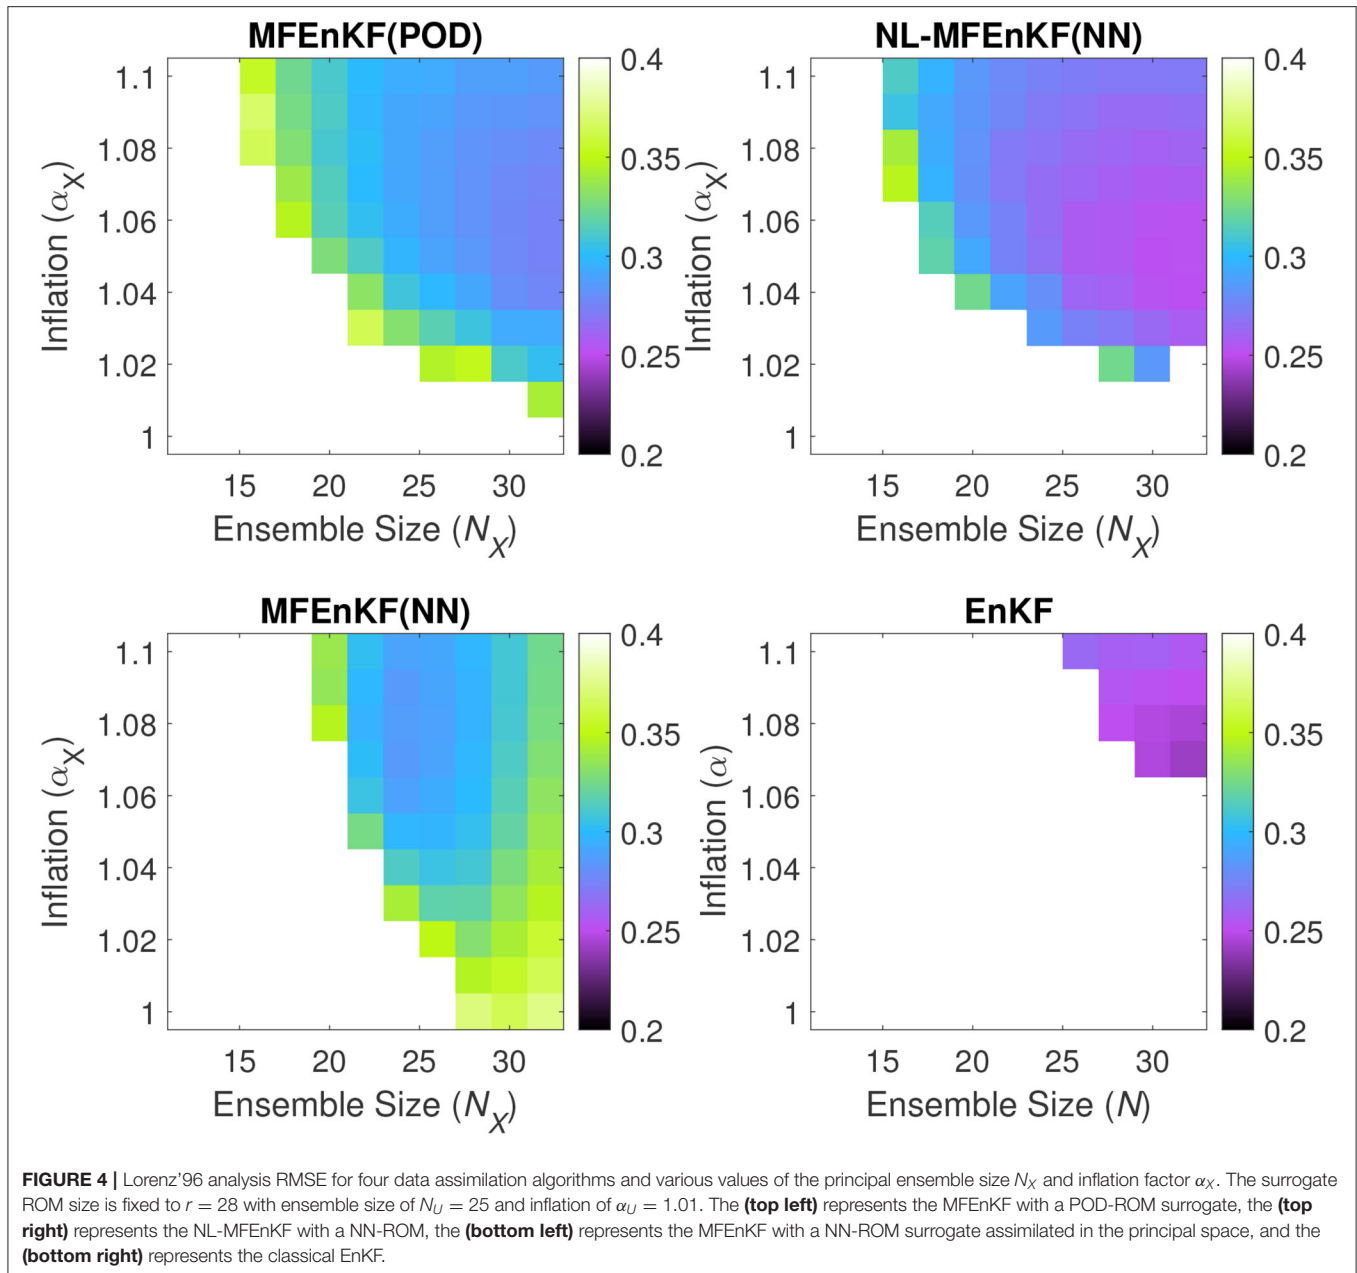 MFEnKF(POD)
1.1
1.08
1.06
1.04
1.02
1
Inflation (αX)
15 20 25 30
Ensemble Size (NX)
0.4
0.35
0.3
0.25
0.2
NL-MFEnKF(NN)
1.1
1.08
1.06
1.04
1.02
1
Inflation (αX)
15 20 25 30
Ensemble Size (NX)
0.4
0.35
0.3
0.25
0.2
MFEnKF(NN)
1.1
1.08
1.06
1.04
1.02
1
Inflation (αX)
15 20 25 30
Ensemble Size (NX)
0.4
0.35
0.3
0.25
0.2
EnKF
1.1
1.08
1.06
1.04
1.02
1
Inflation (α)
15 20 25 30
Ensemble Size (N)
0.4
0.35
0.3
0.25
0.2
FIGURE 4 | Lorenz'96 analysis RMSE for four data assimilation algorithms and various values of the principal ensemble size NX and inflation factor αX. The surrogate
ROM size is fixed to r = 28 with ensemble size of NU = 25 and inflation of αU = 1.01. The (top left) represents the MFEnKF with a POD-ROM surrogate, the (top
right) represents the NL-MFEnKF with a NN-ROM, the (bottom left) represents the MFEnKF with a NN-ROM surrogate assimilated in the principal space, and the
(bottom right) represents the classical EnKF.